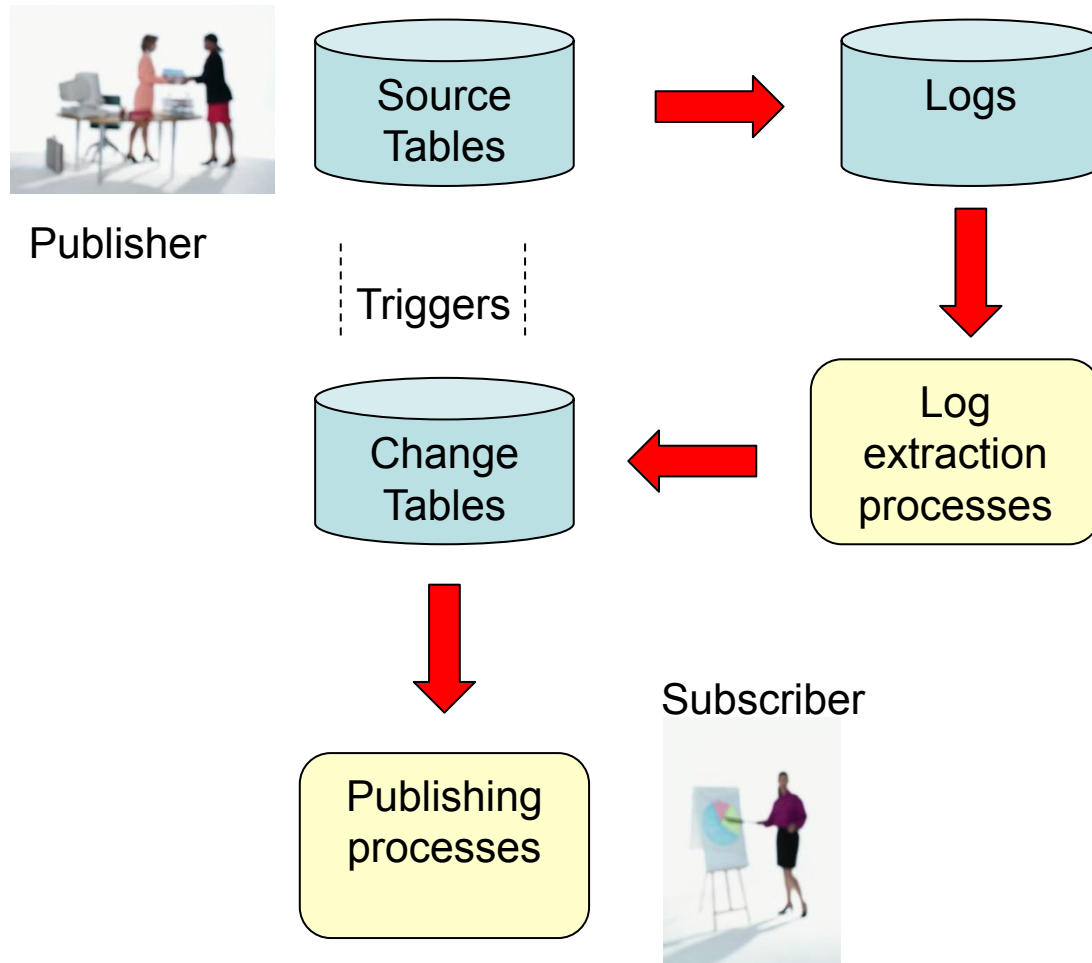 Source
Tables
Logs
Publisher
Triggers
Change
Tables
Log
extraction
processes
Subscriber
Publishing
processes